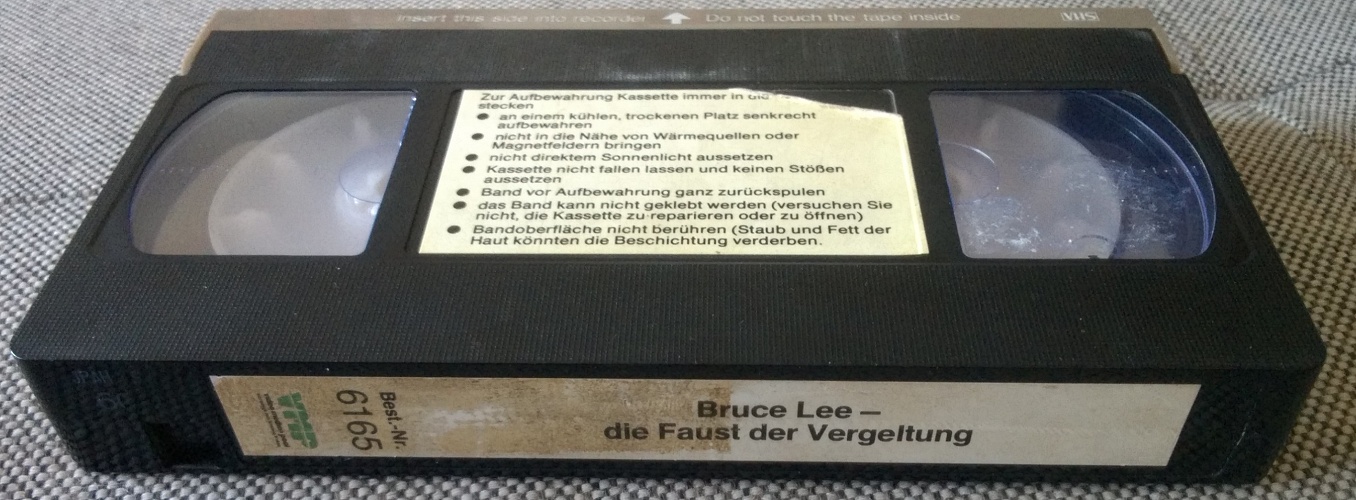 Insert this side into recorder Do not touch the tape inside VHS
Zur Aufbewahrung Kassette immer in die
stecken
● an einem kühlen, trockenen Platz senkrecht
aufbewahren
● nicht in die Nähe von Wärmequellen oder
Magnetfeldern bringen
● nicht direktem Sonnenlicht aussetzen
● Kassette nicht fallen lassen und keinen Stößen
aussetzen
● Band vor Aufbewahrung ganz zurückspulen
● das Band kann nicht geklebt werden (versuchen Sie
nicht, die Kassette zu reparieren oder zu öffnen)
● Bandoberfläche nicht berühren (Staub und Fett der
Haut könnten die Beschichtung verderben.
VMP
Best.-Nr.
6165
Bruce Lee –
die Faust der Vergeltung